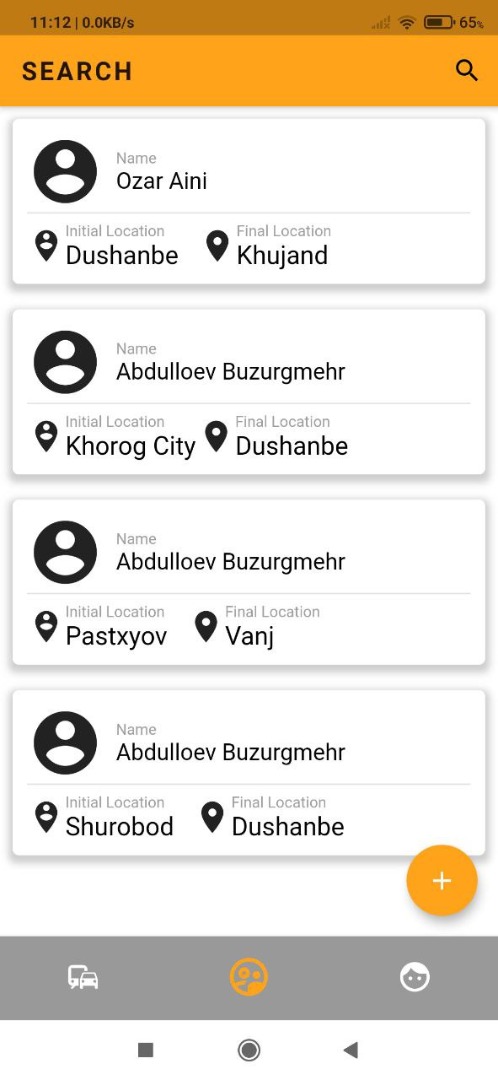 11:12 | 0.0KB/s 65%
SEARCH
Name
Ozar Aini
Initial Location Final Location
Dushanbe Khujand
Name
Abdulloev Buzurgmehr
Initial Location Final Location
Khorog City Dushanbe
Name
Abdulloev Buzurgmehr
Initial Location Final Location
Pastxyov Vanj
Name
Abdulloev Buzurgmehr
Initial Location Final Location
Shurobod Dushanbe